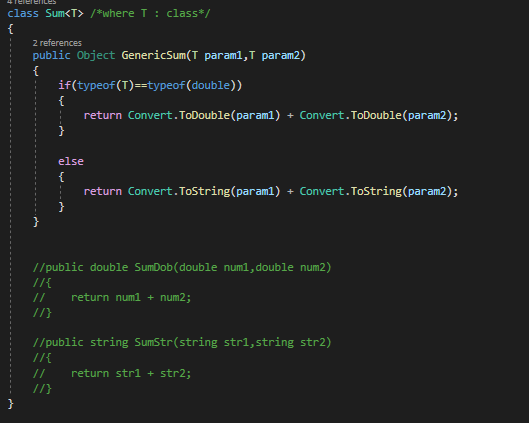 4 references
class Sum<T> /*where T : class*/
{
2 references
public Object GenericSum(T param1,T param2)
{
if(typeof(T)==typeof(double))
{
return Convert.ToDouble(param1) + Convert.ToDouble(param2);
}
else
{
return Convert.ToString(param1) + Convert.ToString(param2);
}
}
//public double SumDob(double num1,double num2)
//{
//    return num1 + num2;
//}
//public string SumStr(string str1,string str2)
//{
//    return str1 + str2;
//}
}